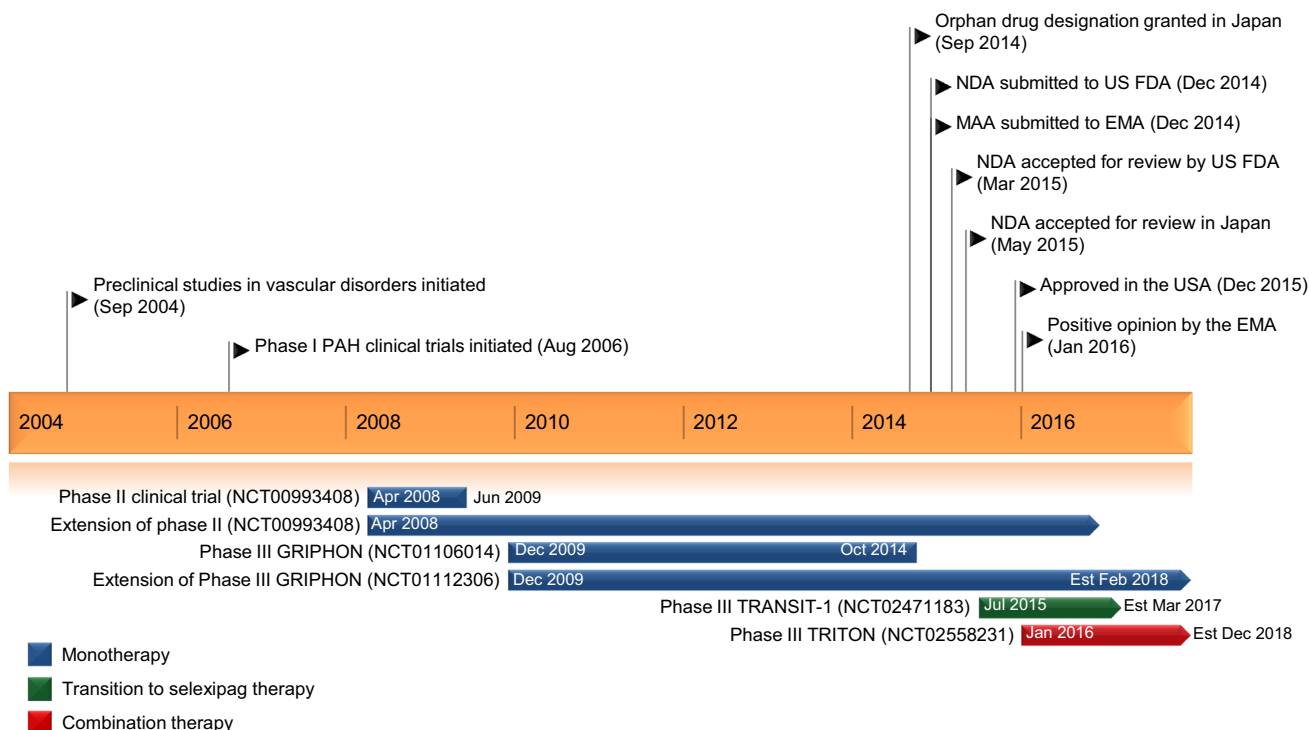 Orphan drug designation granted in Japan
(Sep 2014)
NDA submitted to US FDA (Dec 2014)
MAA submitted to EMA (Dec 2014)
NDA accepted for review by US FDA
(Mar 2015)
NDA accepted for review in Japan
(May 2015)
Preclinical studies in vascular disorders initiated
(Sep 2004)
Approved in the USA (Dec 2015)
Positive opinion by the EMA
(Jan 2016)
Phase I PAH clinical trials initiated (Aug 2006)
2004 2006 2008 2010 2012 2014 2016
Phase II clinical trial (NCT00993408) Apr 2008 Jun 2009
Extension of phase II (NCT00993408) Apr 2008
Phase III GRIPHON (NCT01106014) Dec 2009 Oct 2014
Extension of Phase III GRIPHON (NCT01112306) Dec 2009 Est Feb 2018
Phase III TRANSIT-1 (NCT02471183) Jul 2015 Est Mar 2017
Phase III TRITON (NCT02558231) Jan 2016 Est Dec 2018
Monotherapy
Transition to selexipag therapy
Combination therapy